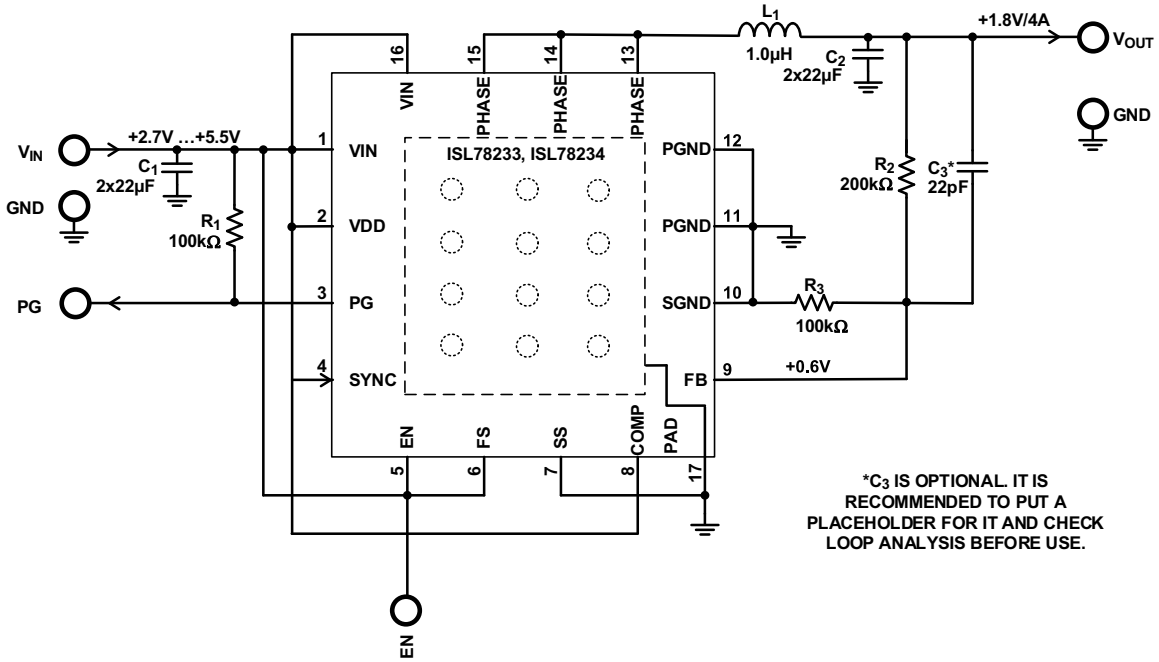 L1
1.0µH
+1.8V/4A
VOUT
C2
2x22µF
GND
16
15
14
13
VIN
PHASE
PHASE
PHASE
VIN
+2.7V ...+5.5V
C1
2x22µF
GND
R1
100kΩ
PG
1
VIN
2
VDD
3
PG
4
SYNC
ISL78233, ISL78234
PGND
12
PGND
11
SGND
10
FB
9
+0.6V
R2
200kΩ
C3*
22pF
R3
100kΩ
EN
FS
SS
COMP
PAD
5
6
7
8
17
*C3 IS OPTIONAL. IT IS
RECOMMENDED TO PUT A
PLACEHOLDER FOR IT AND CHECK
LOOP ANALYSIS BEFORE USE.
EN